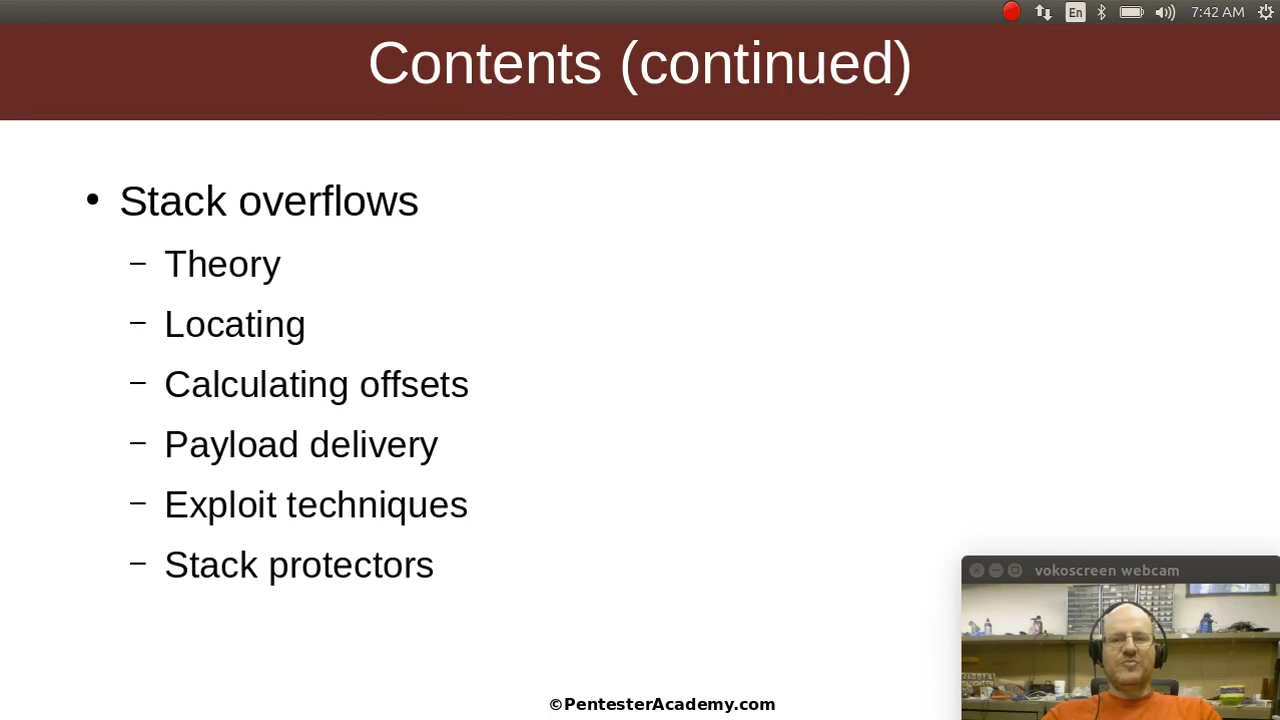 En
7:42 AM
Contents (continued)
• Stack overflows
– Theory
– Locating
– Calculating offsets
– Payload delivery
– Exploit techniques
– Stack protectors
vokoscreen webcam
©PentesterAcademy.com